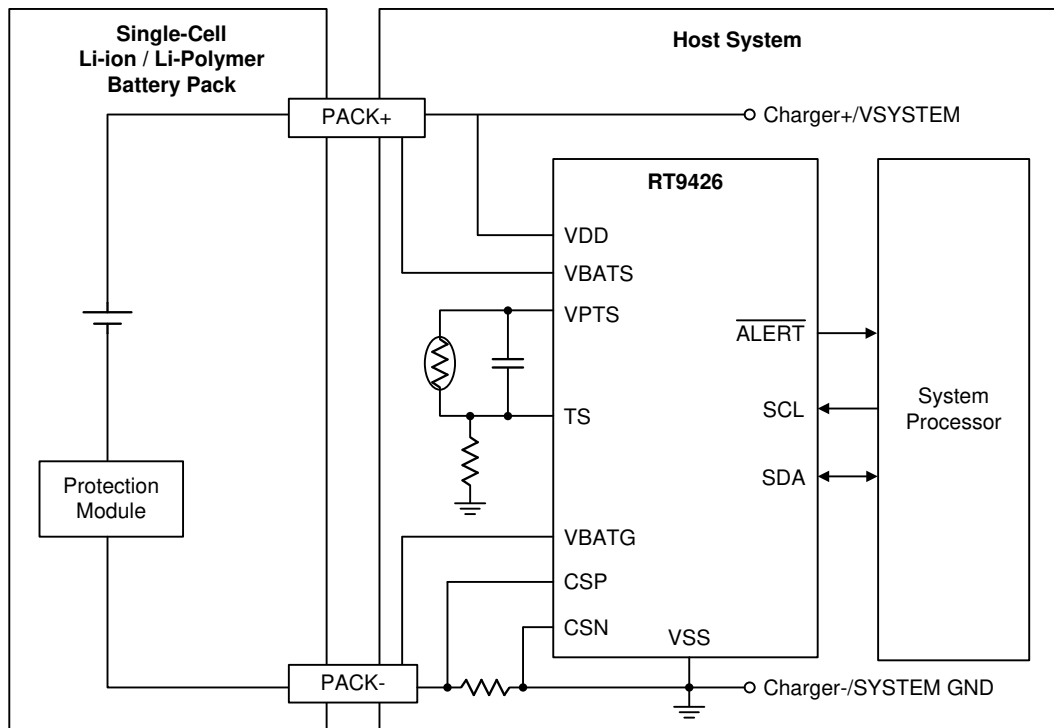 Single-Cell
Li-ion / Li-Polymer
Battery Pack
Host System
PACK+
Charger+/VSYSTEM
RT9426
VDD
VBATS
VPTS
ALERT
TS
SCL
System
Processor
SDA
Protection
Module
VBATG
CSP
CSN
VSS
PACK-
Charger-/SYSTEM GND